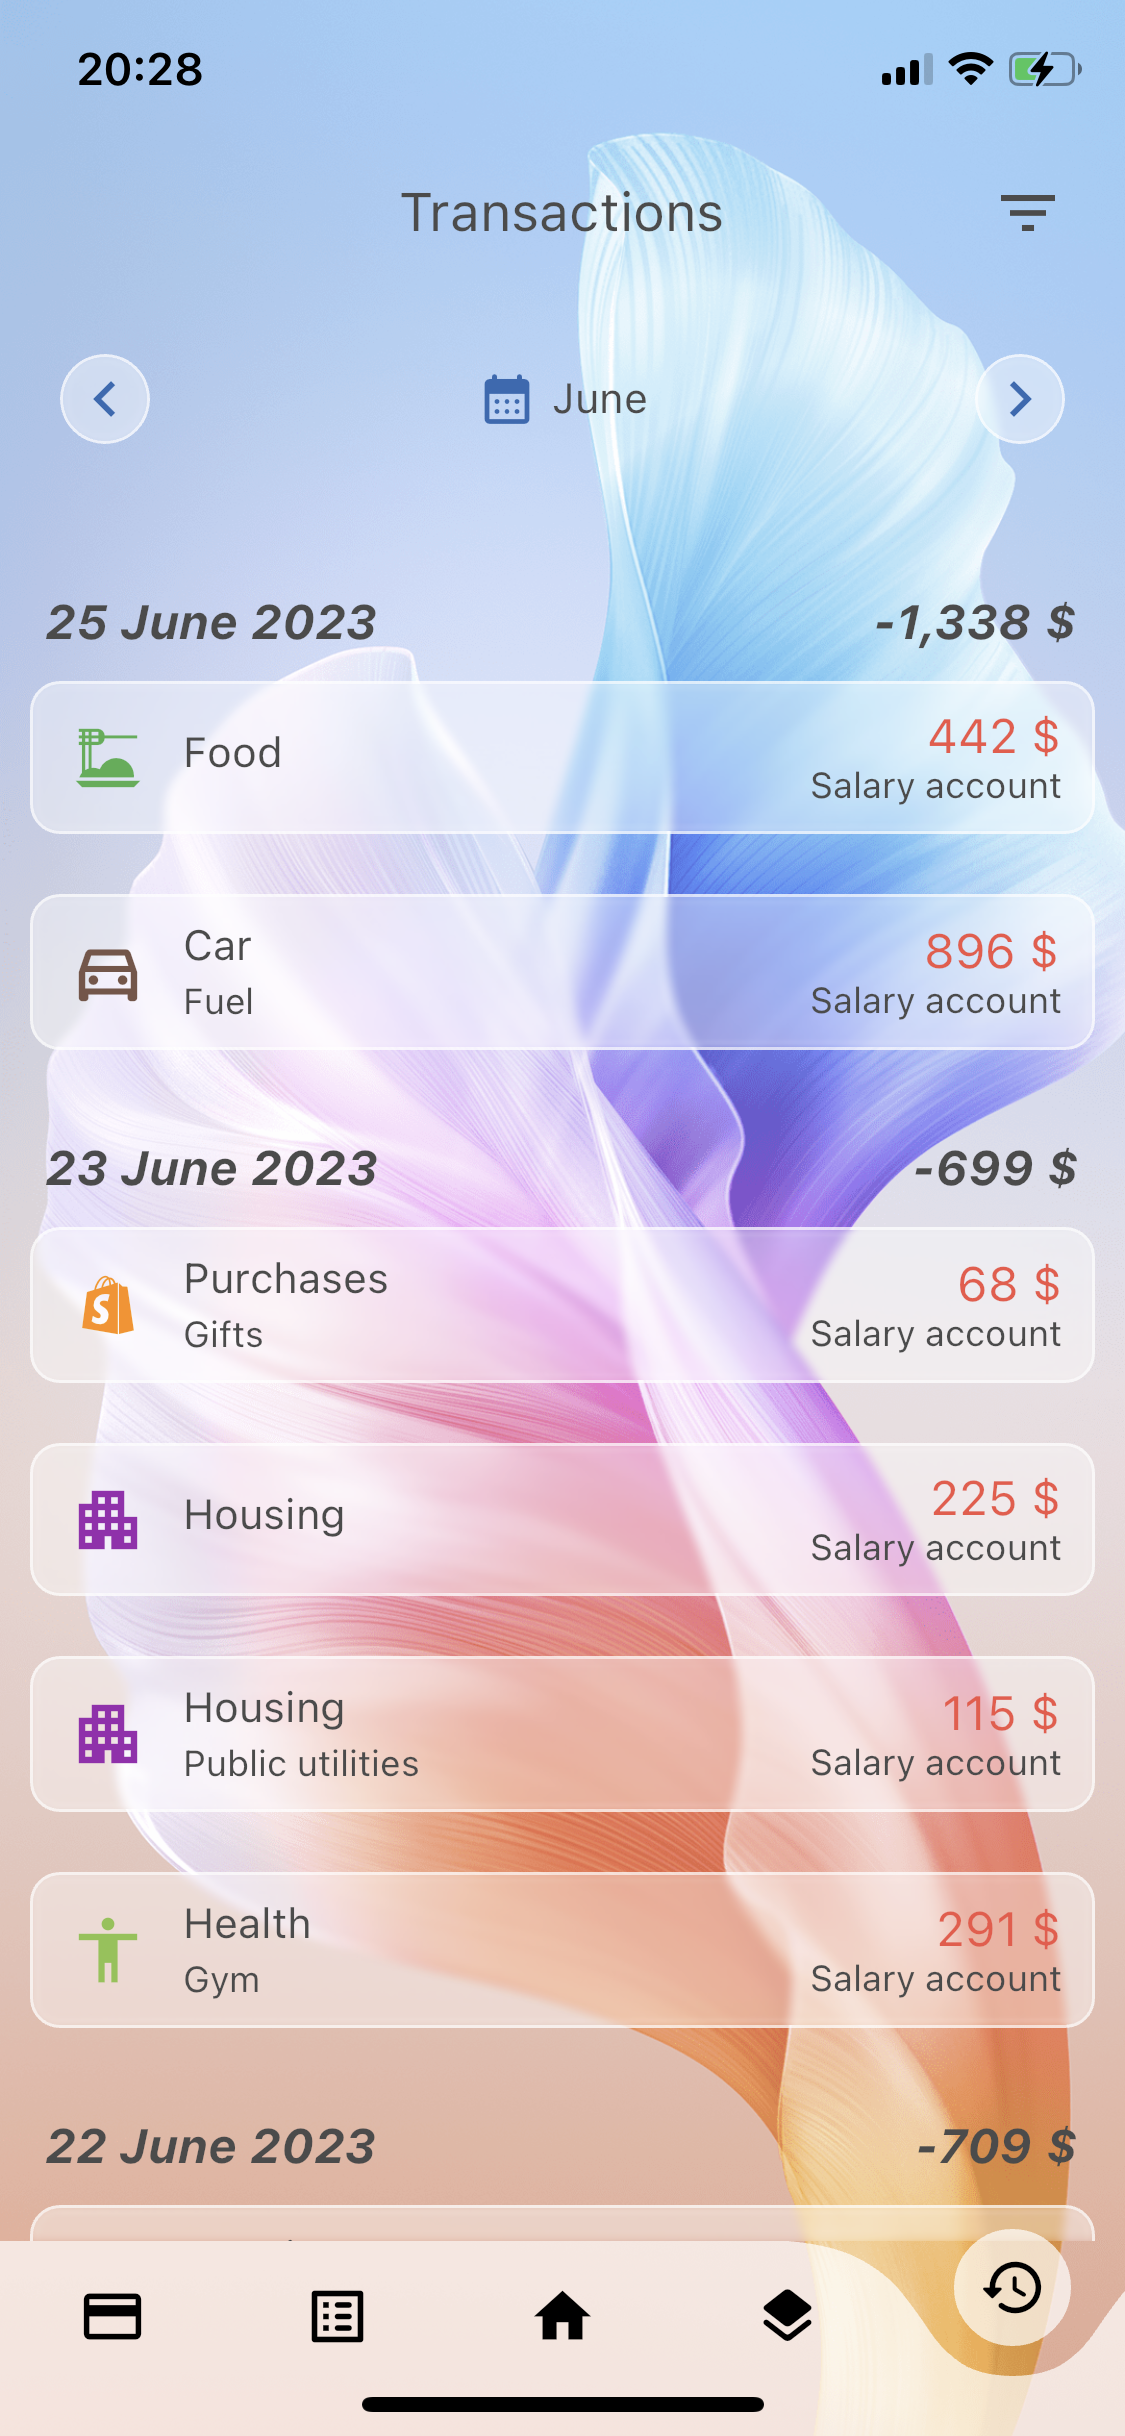 20:28
Transactions
June
25 June 2023 -1,338 $
Food 442 $
Salary account
Car 896 $
Fuel Salary account
23 June 2023 -699 $
Purchases 68 $
Gifts Salary account
Housing 225 $
Salary account
Housing 115 $
Public utilities Salary account
Health 291 $
Gym Salary account
22 June 2023 -709 $